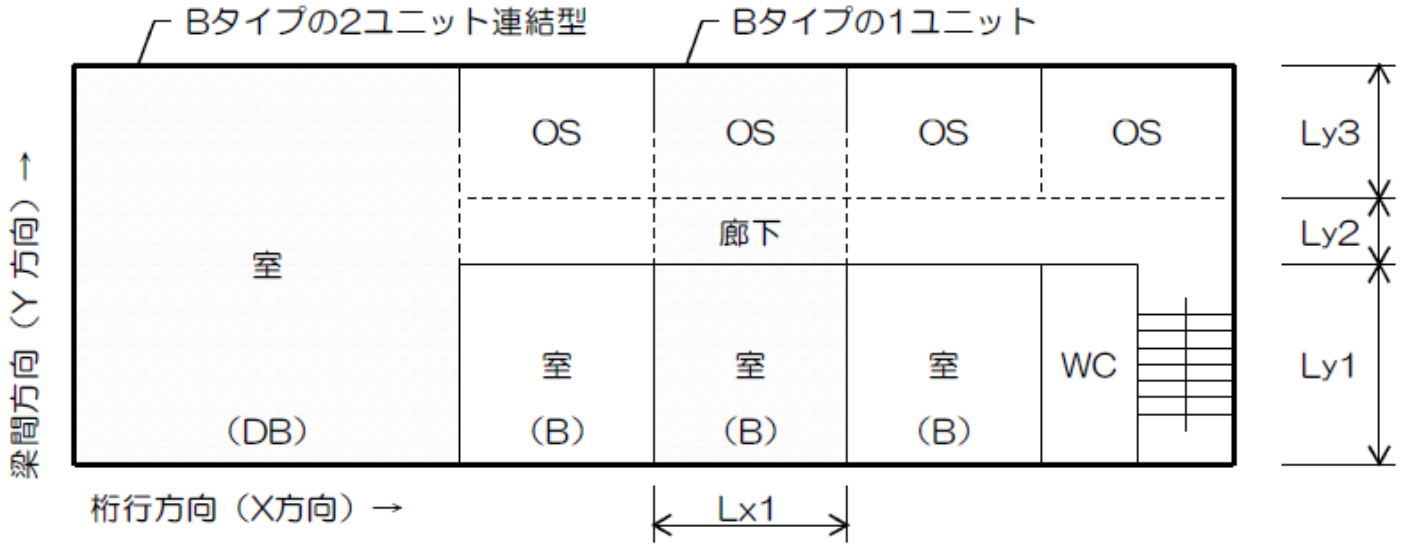 Bタイプの2ユニット連結型
Bタイプの1ユニット
OS
OS
OS
OS
Ly3
廊下
Ly2
室
室
室
室
WC
Ly1
(DB)
(B)
(B)
(B)
梁間方向 (Y 方向) →
桁行方向 (X方向) →
Lx1